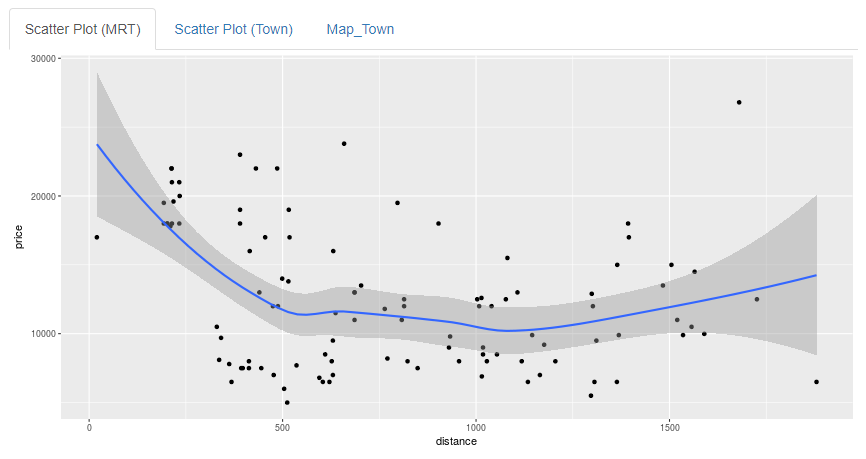 Scatter Plot (MRT) Scatter Plot (Town) Map_Town
30000
20000
10000
price
0 500 1000 1500
distance